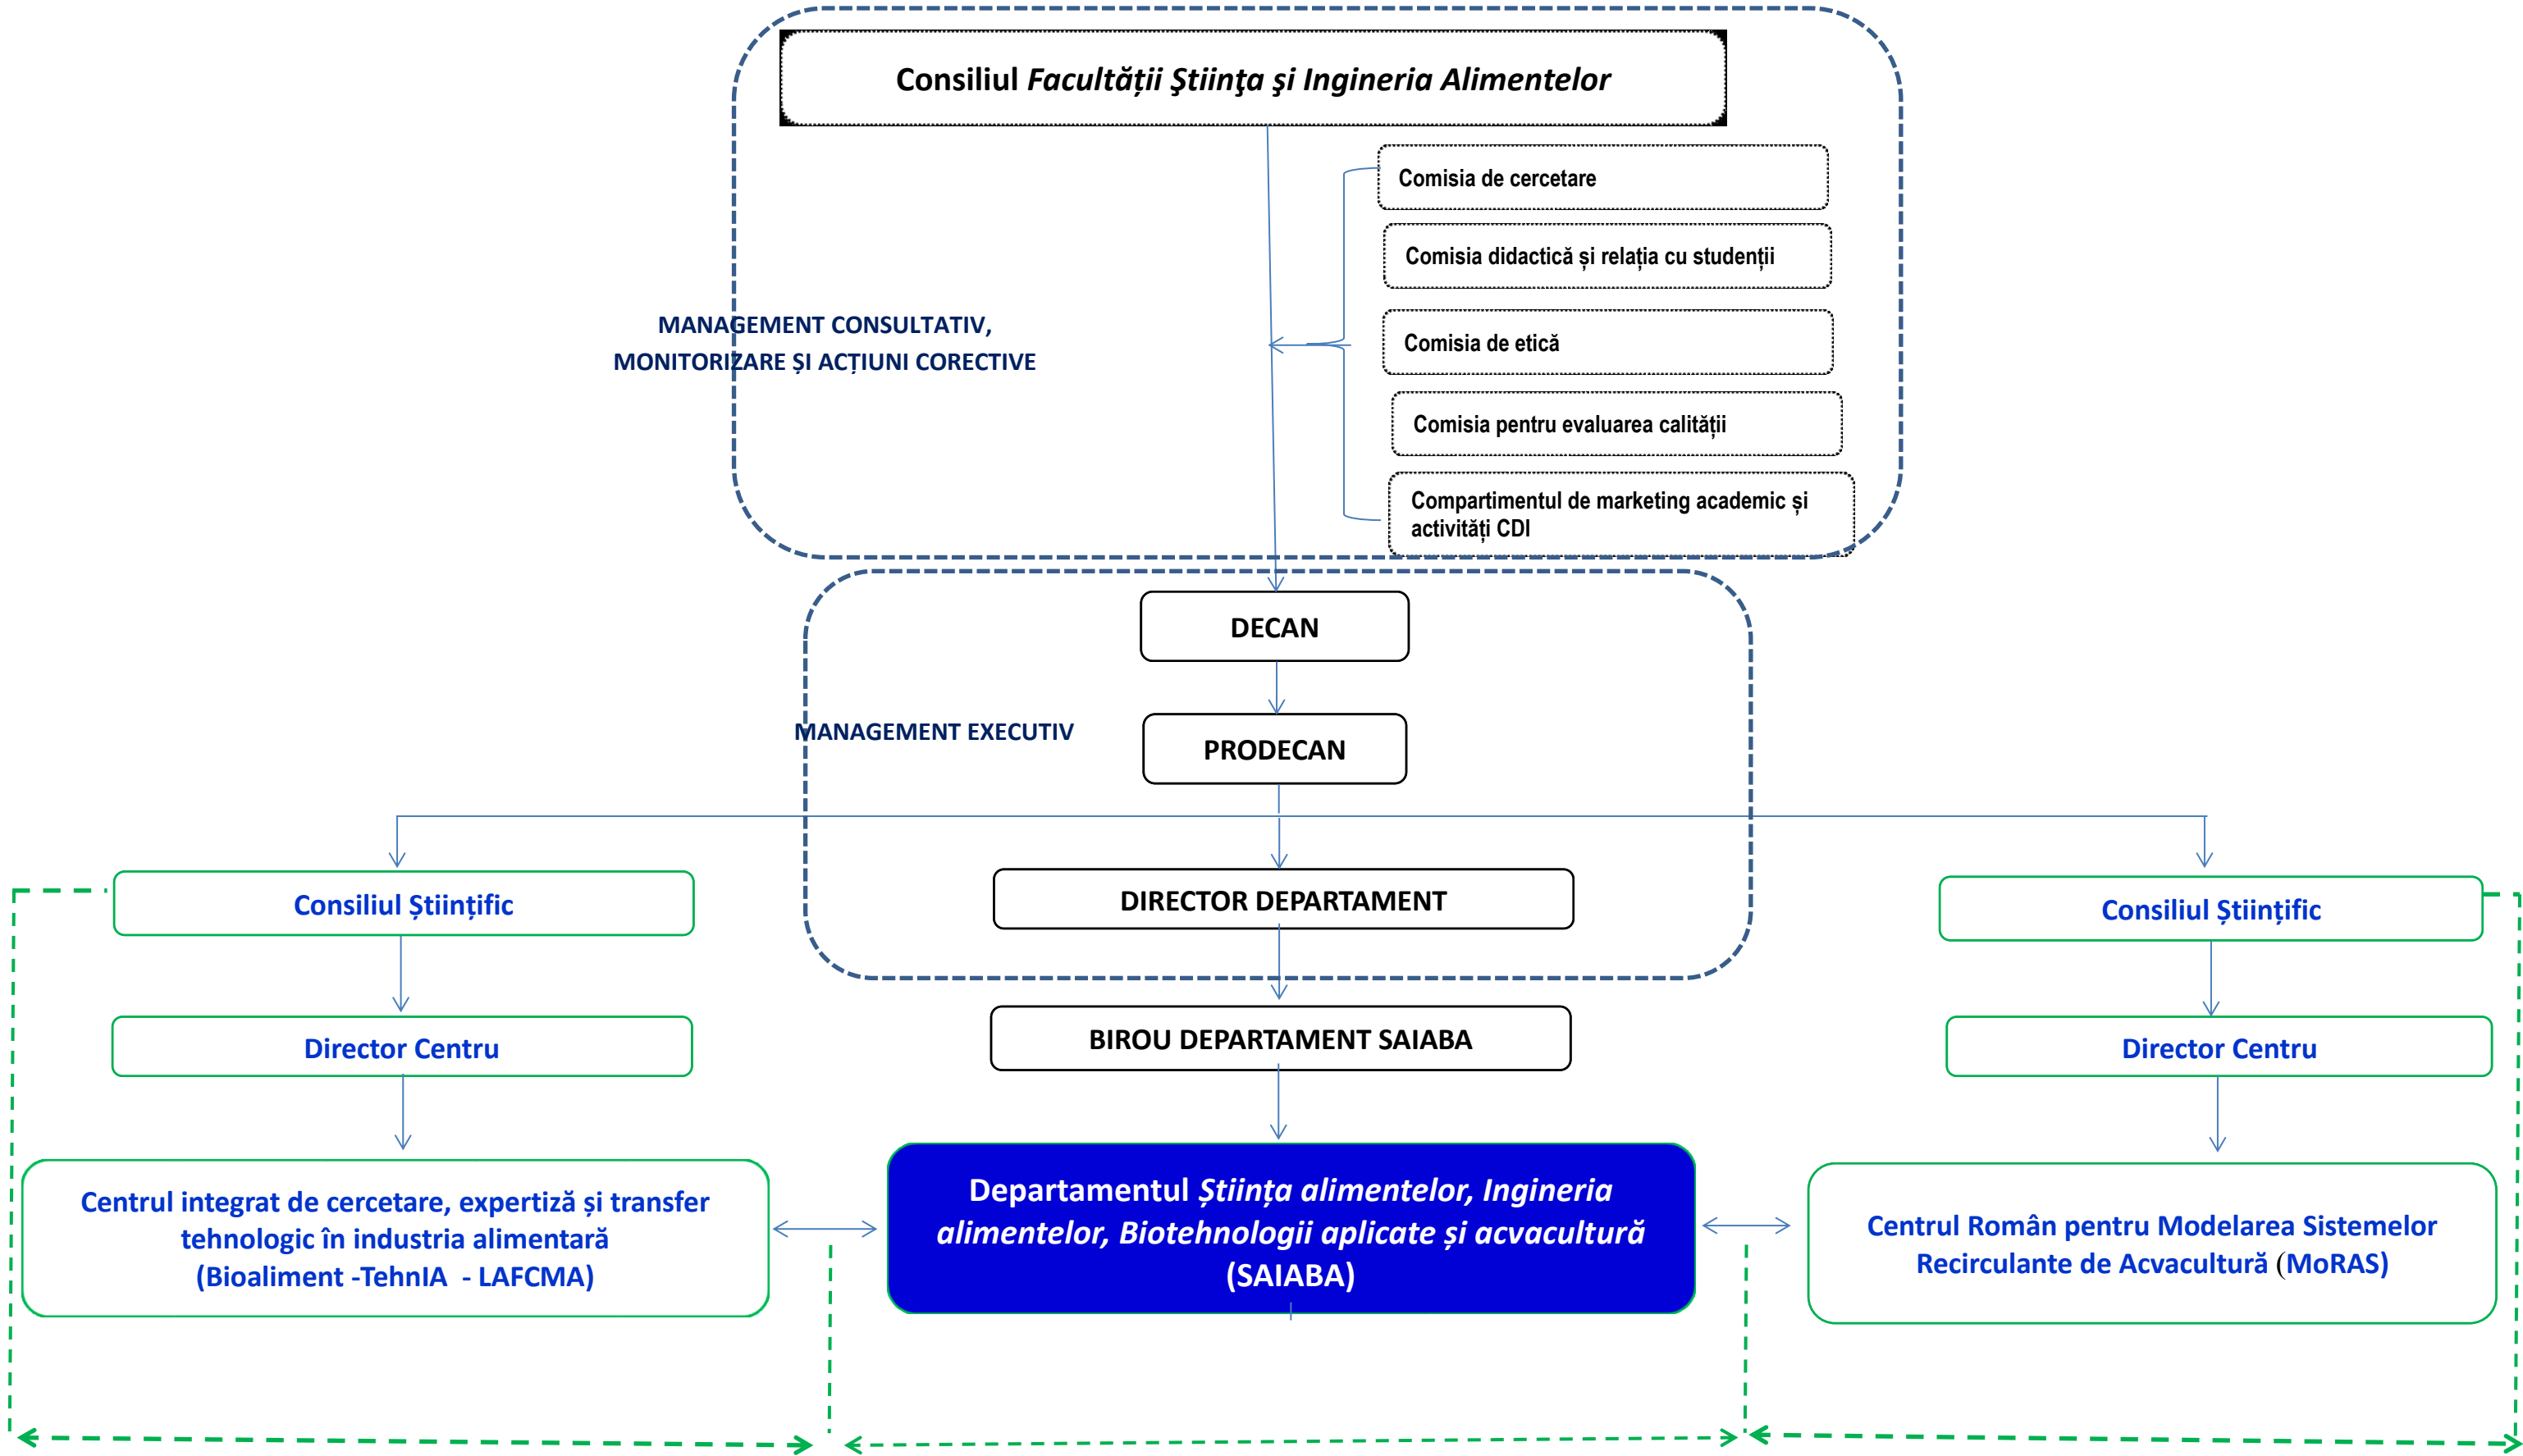 Consiliul Facultății Ştiinţa şi Ingineria Alimentelor
Comisia de cercetare
Comisia didactică și relația cu studenții
MANAGEMENT CONSULTATIV,
MONITORIZARE ȘI ACȚIUNI CORECTIVE
Comisia de etică
Comisia pentru evaluarea calității
Compartimentul de marketing academic și
activități CDI
DECAN
PRODECAN
MANAGEMENT EXECUTIV
Consiliul Științific
DIRECTOR DEPARTAMENT
Consiliul Științific
Director Centru
BIROU DEPARTAMENT SAIABA
Director Centru
Centrul integrat de cercetare, expertiză și transfer
tehnologic în industria alimentară
(Bioaliment -TehnIA - LAFCMA)
Departamentul Știința alimentelor, Ingineria
alimentelor, Biotehnologii aplicate și acvacultură
(SAIABA)
Centrul Român pentru Modelarea Sistemelor
Recirculante de Acvacultură (MoRAS)